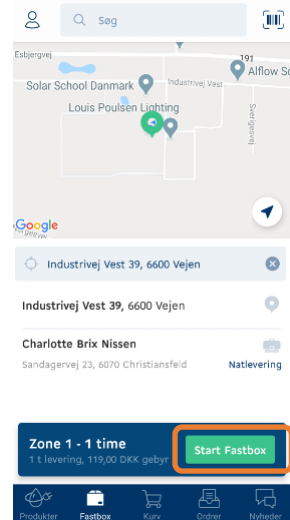 Søg
Esbjergvej
191
Alflow Sc
Solar School Danmark
Industrivej Vest
Louis Poulsen Lighting
Sverigesvej
Google
Industrivej Vest 39, 6600 Vejen
Industrivej Vest 39, 6600 Vejen
Charlotte Brix Nissen
Sandagervej 23, 6070 Christiansfeld
Natlevering
Zone 1 - 1 time
1 t levering, 119,00 DKK gebyr
Start Fastbox
Produkter Fastbox Kurv Ordrer Nyheder